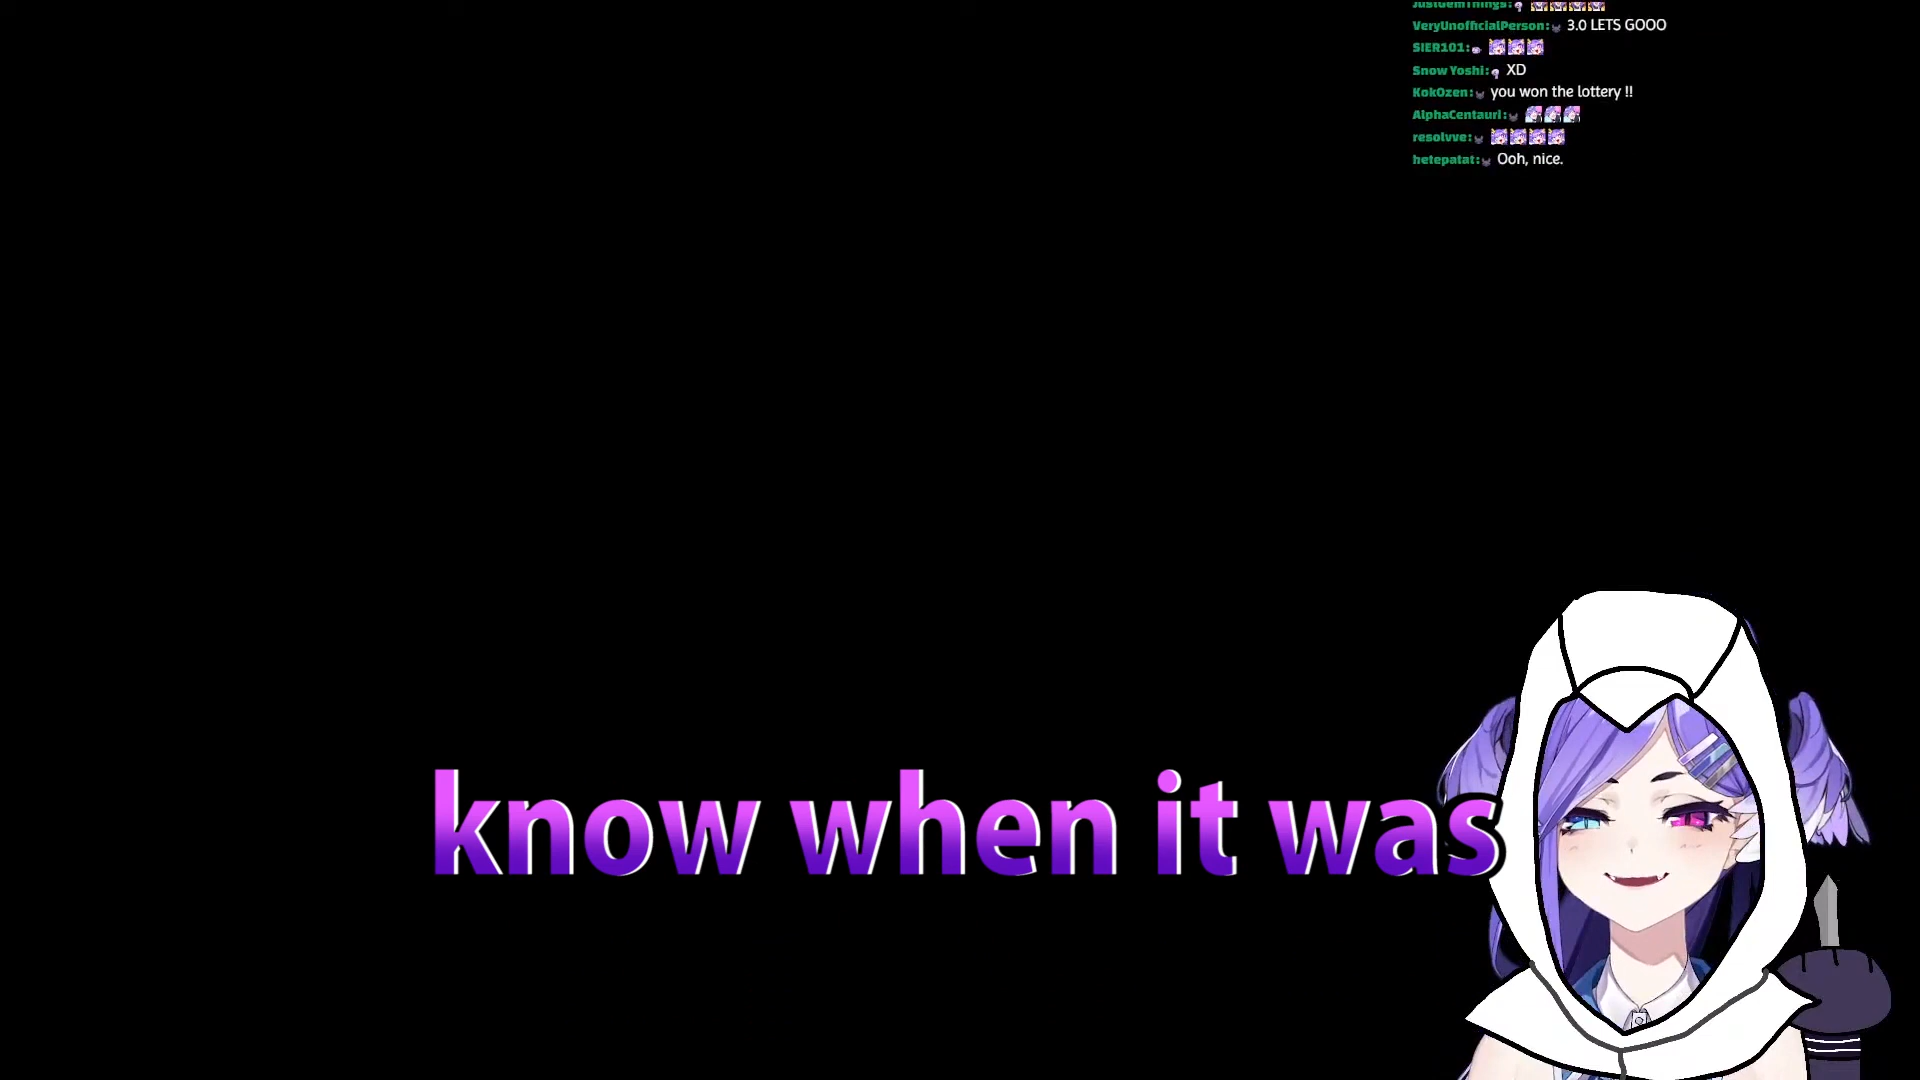 JustGemThings:
VeryUnofficialPerson: 3.0 LETS GOOO
SIER101:
Snow Yoshi: XD
KokOzen: you won the lottery !!
AlphaCentauri:
resolvve:
hetepatat: Ooh, nice.
know when it was